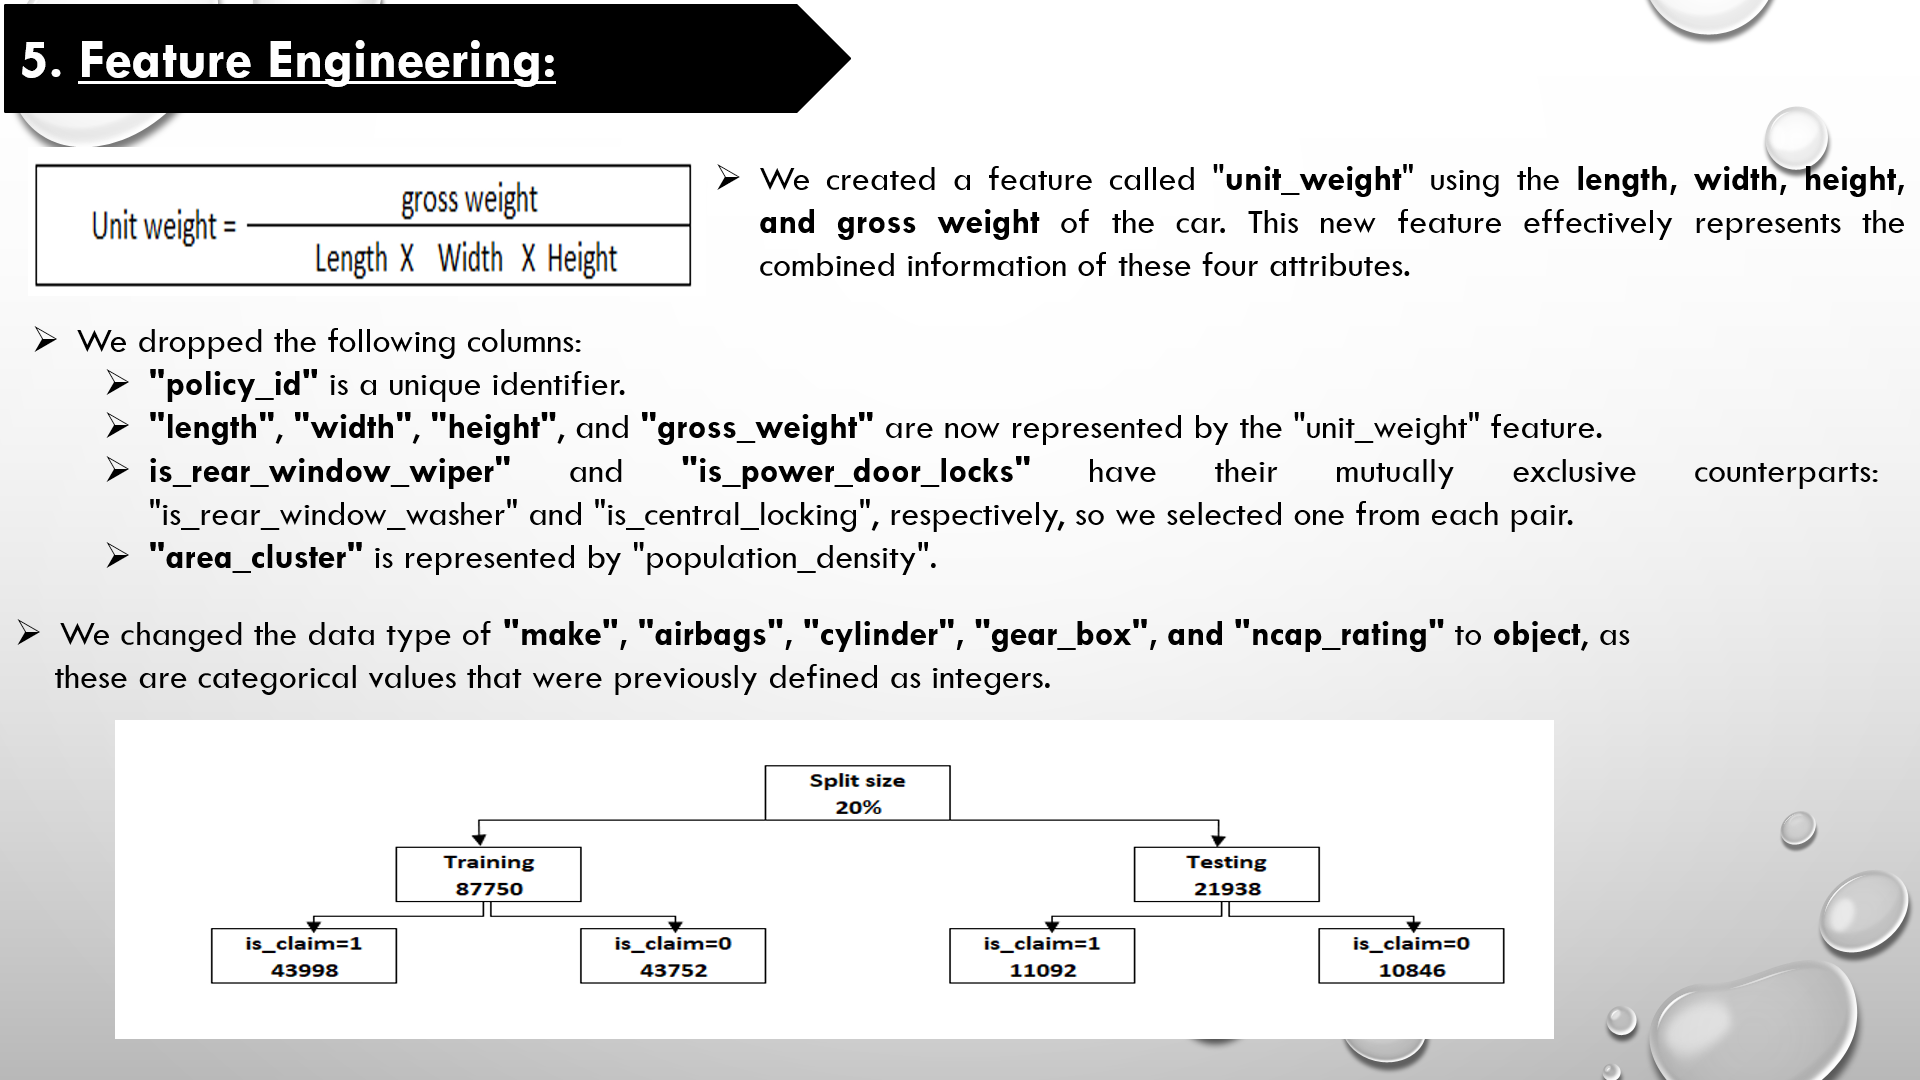 5. Feature Engineering:
Unit weight =
gross weight
Length X Width X Height
➢ We created a feature called "unit_weight" using the length, width, height,
and gross weight of the car. This new feature effectively represents the
combined information of these four attributes.
➢ We dropped the following columns:
➢ "policy_id" is a unique identifier.
➢ "length", "width", "height", and "gross_weight" are now represented by the "unit_weight" feature.
➢ is_rear_window_wiper" and "is_power_door_locks" have their mutually exclusive counterparts:
"is_rear_window_washer" and "is_central_locking", respectively, so we selected one from each pair.
➢ "area_cluster" is represented by "population_density".
➢ We changed the data type of "make", "airbags", "cylinder", "gear_box", and "ncap_rating" to object, as
these are categorical values that were previously defined as integers.
Split size
20%
Training
87750
Testing
21938
is_claim=1
43998
is_claim=0
43752
is_claim=1
11092
is_claim=0
10846